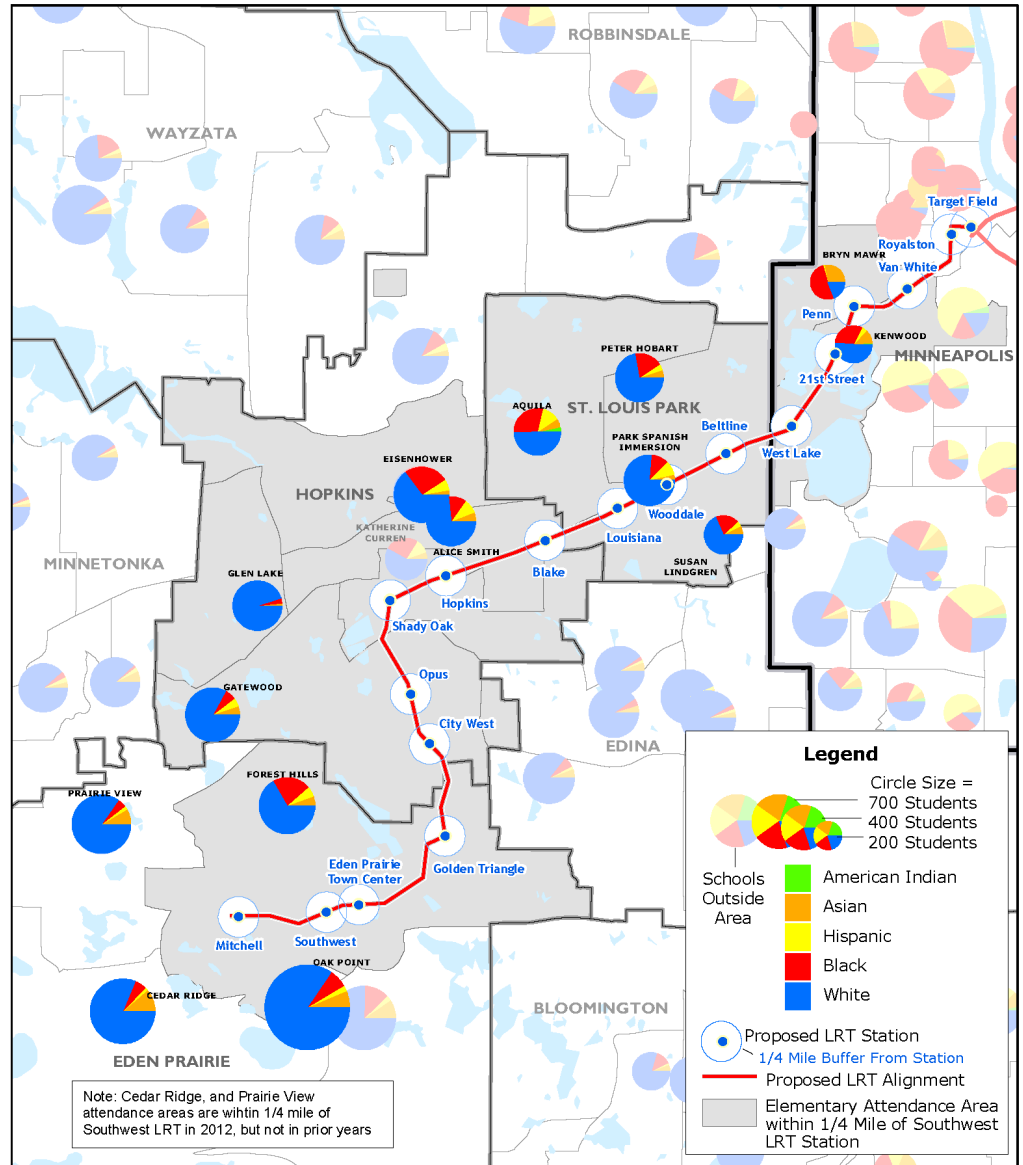 ROBBINSDALE
WAYZATA
Target Field
Royalston
BRYN MAWR
Van White
Penn
KENWOOD
MINNEAPOLIS
21st Street
PETER HOBART
AQUILA
ST. LOUIS PARK
Beltline
PARK SPANISH
IMMERSION
West Lake
EISENHOWER
HOPKINS
Wooddale
KATHERINE
CURREN
Louisiana
ALICE SMITH
MINNETONKA
Blake
SUSAN
LINDGREN
GLEN LAKE
Hopkins
Shady Oak
Opus
GATEWOOD
City West
EDINA
FOREST HILLS
PRAIRIE VIEW
Golden Triangle
Eden Prairie
Town Center
Mitchell
Southwest
OAK POINT
CEDAR RIDGE
BLOOMINGTON
EDEN PRAIRIE
Note: Cedar Ridge, and Prairie View
attendance areas are wihtin 1/4 mile of
Southwest LRT in 2012, but not in prior years
Legend
Circle Size =
700 Students
400 Students
200 Students
Schools
Outside
Area
American Indian
Asian
Hispanic
Black
White
Proposed LRT Station
1/4 Mile Buffer From Station
Proposed LRT Alignment
Elementary Attendance Area
within 1/4 Mile of Southwest
LRT Station